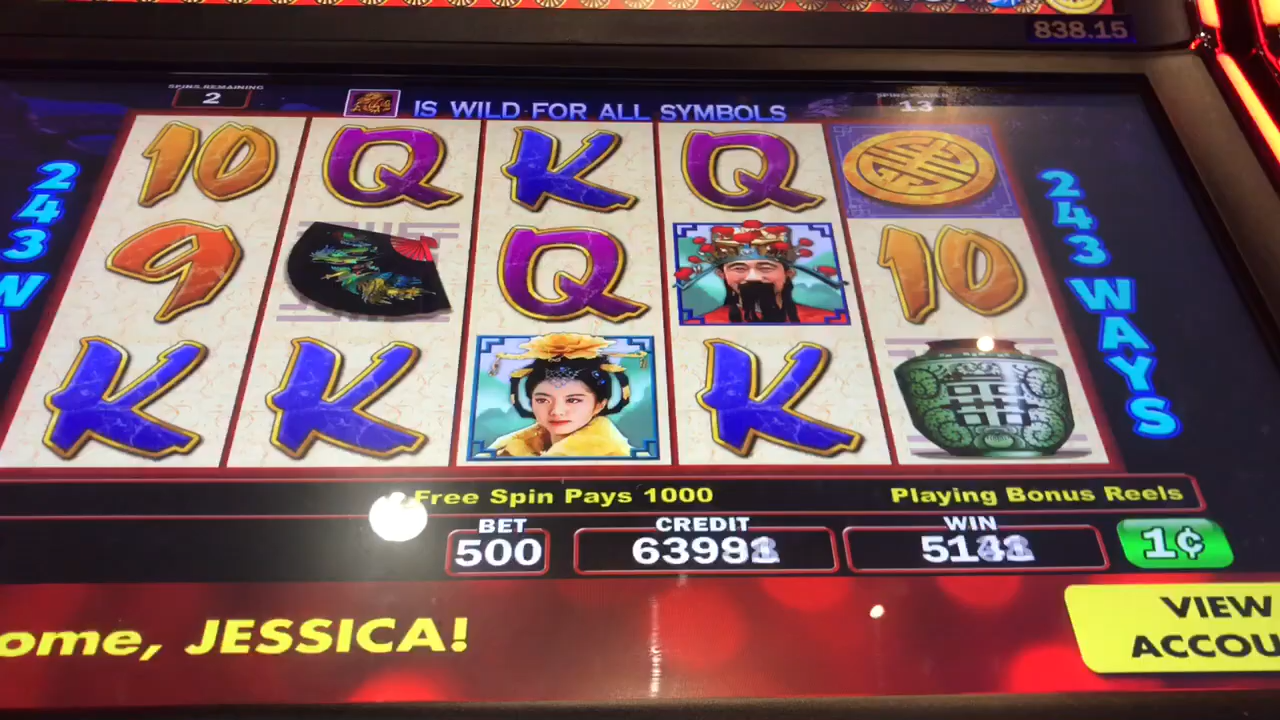 838.15
SPINS REMAINING
2
IS WILD FOR ALL SYMBOLS
13
10 Q K Q
9 Q 10
K K K
243 WAYS
Free Spin Pays 1000
Playing Bonus Reels
BET
500
CREDIT
WIN
1¢
ome, JESSICA!
VIEW
ACCOU